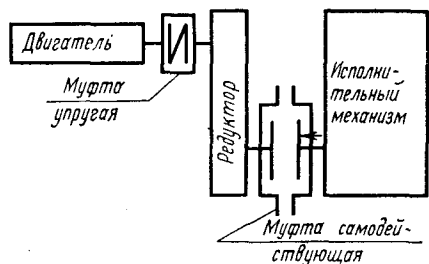 Двигатель
Муфта
упругая
Редуктор
Исполни-
тельный
механизм
Муфта самодей-
ствующая